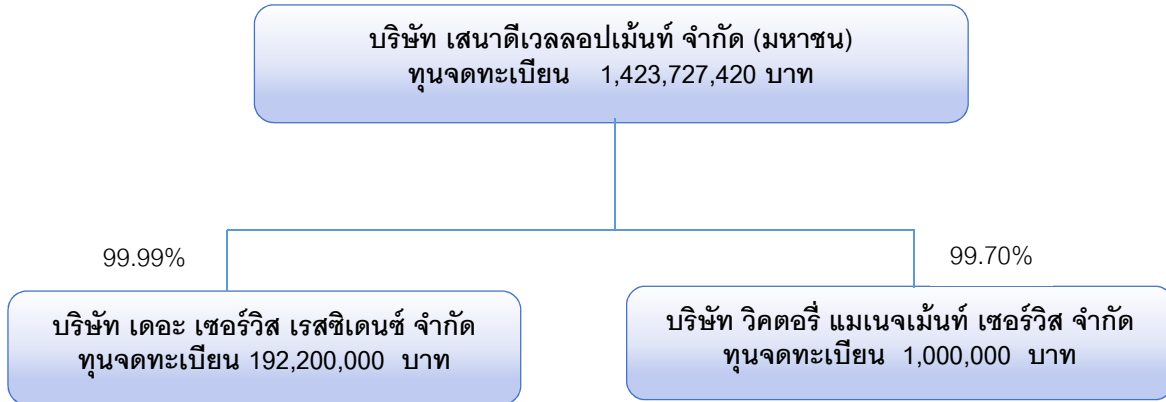 บริษัท เสนาดีเวลลอปเม้นท์ จำกัด (มหาชน)
ทุนจดทะเบียน 1,423,727,420 บาท
99.99%
99.70%
บริษัท เดอะ เซอร์วิส เรสซิเดนซ์ จำกัด
ทุนจดทะเบียน 192,200,000 บาท
บริษัท วิคตอรี่ แมเนจเม้นท์ เซอร์วิส จำกัด
ทุนจดทะเบียน 1,000,000 บาท